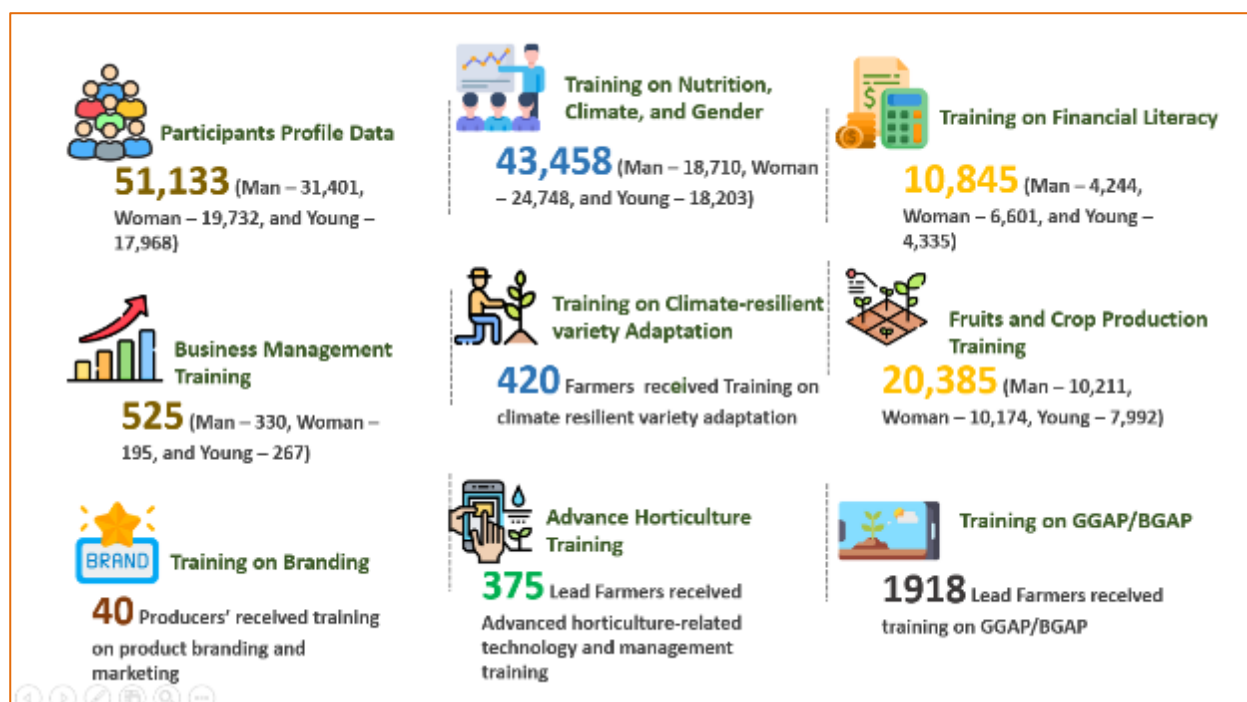 Participants Profile Data
51,133 (Man – 31,401,
Woman – 19,732, and Young –
17,968)
Training on Nutrition,
Climate, and Gender
43,458 (Man – 18,710, Woman
– 24,748, and Young – 18,203)
Training on Financial Literacy
10,845 (Man – 4,244,
Woman – 6,601, and Young –
4,335)
Business Management
Training
525 (Man – 330, Woman –
195, and Young – 267)
Training on Climate-resilient
variety Adaptation
420 Farmers received Training on
climate resilient variety adaptation
Fruits and Crop Production
Training
20,385 (Man – 10,211,
Woman – 10,174, Young – 7,992)
BRAND
Training on Branding
40 Producers’ received training
on product branding and
marketing
Advance Horticulture
Training
375 Lead Farmers received
Advanced horticulture-related
technology and management
training
Training on GGAP/BGAP
1918 Lead Farmers received
training on GGAP/BGAP